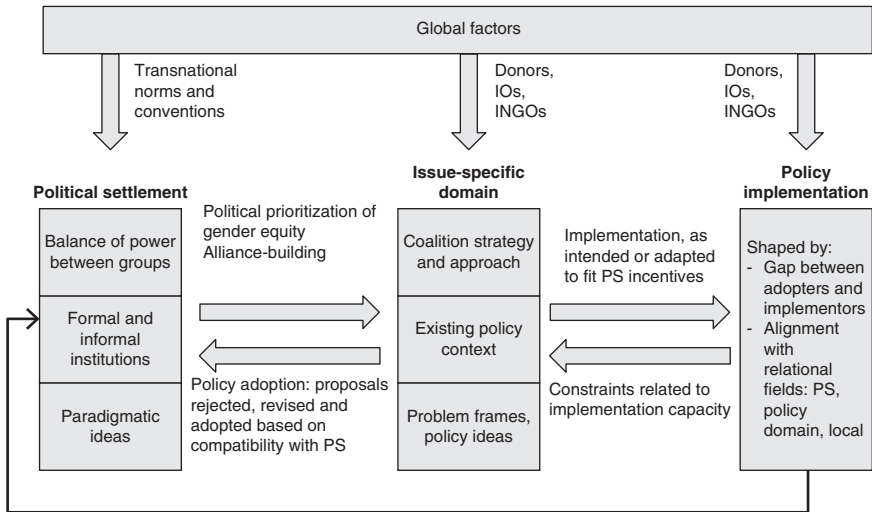 Global factors
Transnational
norms and
conventions
Donors,
IOs,
INGOs
Donors,
IOs,
INGOs
Political settlement
Issue-specific
domain
Policy
implementation
Balance of power
between groups
Formal and
informal
institutions
Paradigmatic
ideas
Political prioritization of
gender equity
Alliance-building
Policy adoption: proposals
rejected, revised and
adopted based on
compatibility with PS
Coalition strategy
and approach
Existing policy
context
Problem frames,
policy ideas
Implementation, as
intended or adapted
to fit PS incentives
Constraints related to
implementation capacity
Shaped by:
- Gap between
adopters and
implementors
- Alignment
with
relational
fields: PS,
policy
domain, local